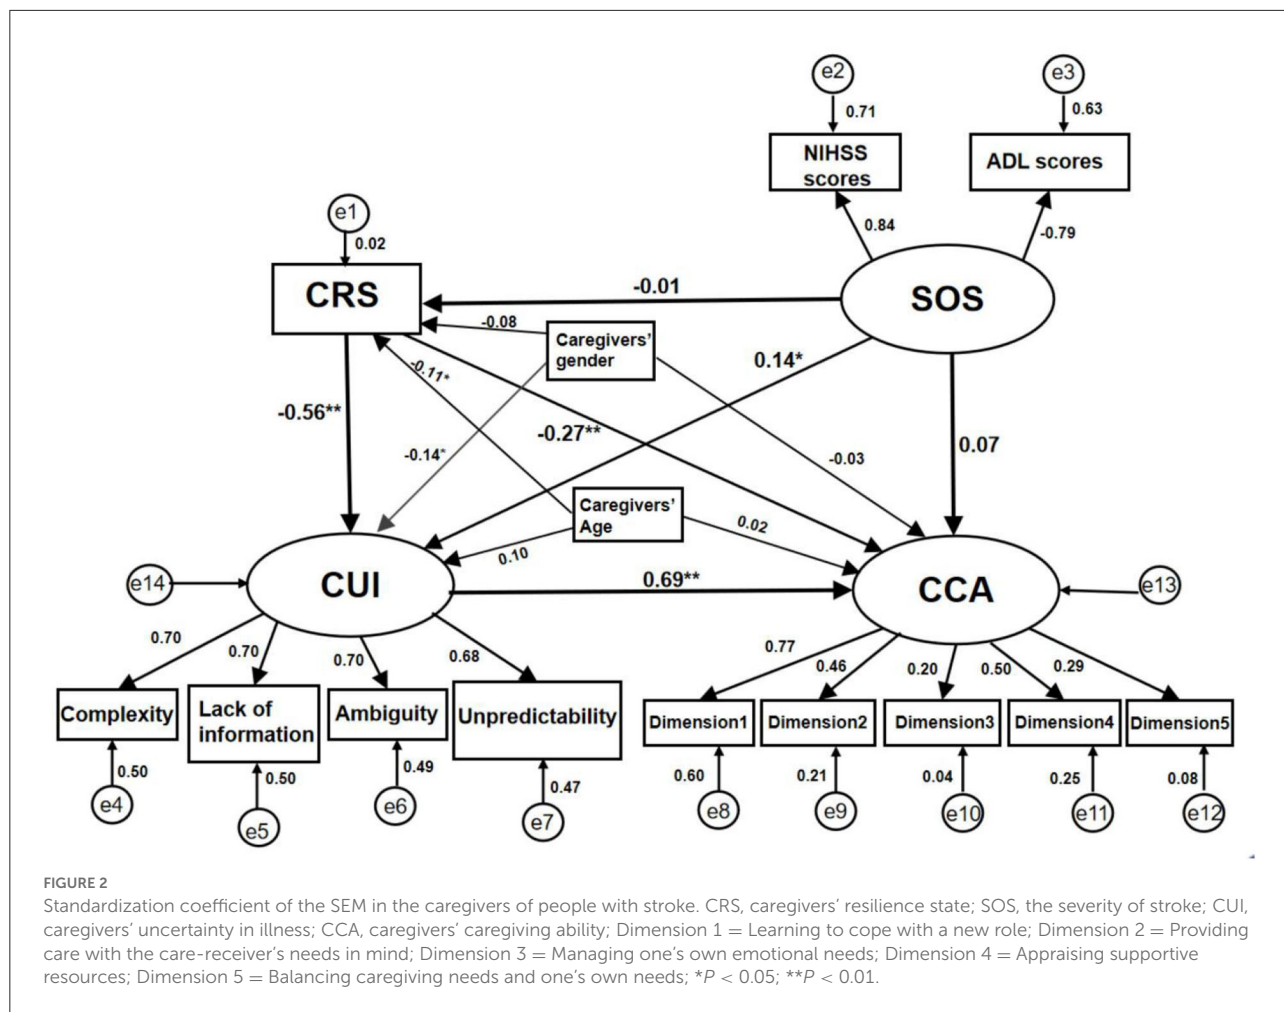 e2
e3
0.71
0.63
NIHSS
scores
ADL scores
e1
0.02
0.84
-0.79
CRS
SOS
-0.01
-0.08
Caregivers'
gender
-0.11*
0.14*
-0.56**
-0.27**
-0.14*
-0.03
0.07
Caregivers'
Age
0.02
0.10
e14
CUI
0.69**
CCA
e13
0.70
0.70
0.70
0.68
0.77
0.46
0.20
0.50
0.29
Complexity
Lack of
information
Ambiguity
Unpredictability
Dimension1
Dimension2
Dimension3
Dimension4
Dimension5
0.50
0.50
0.49
0.47
0.60
0.21
0.04
0.25
0.08
e4
e5
e6
e7
e8
e9
e10
e11
e12
FIGURE 2
Standardization coefficient of the SEM in the caregivers of people with stroke. CRS, caregivers' resilience state; SOS, the severity of stroke; CUI,
caregivers' uncertainty in illness; CCA, caregivers' caregiving ability; Dimension 1 = Learning to cope with a new role; Dimension 2 = Providing
care with the care-receiver's needs in mind; Dimension 3 = Managing one's own emotional needs; Dimension 4 = Appraising supportive
resources; Dimension 5 = Balancing caregiving needs and one's own needs; *P < 0.05; **P < 0.01.